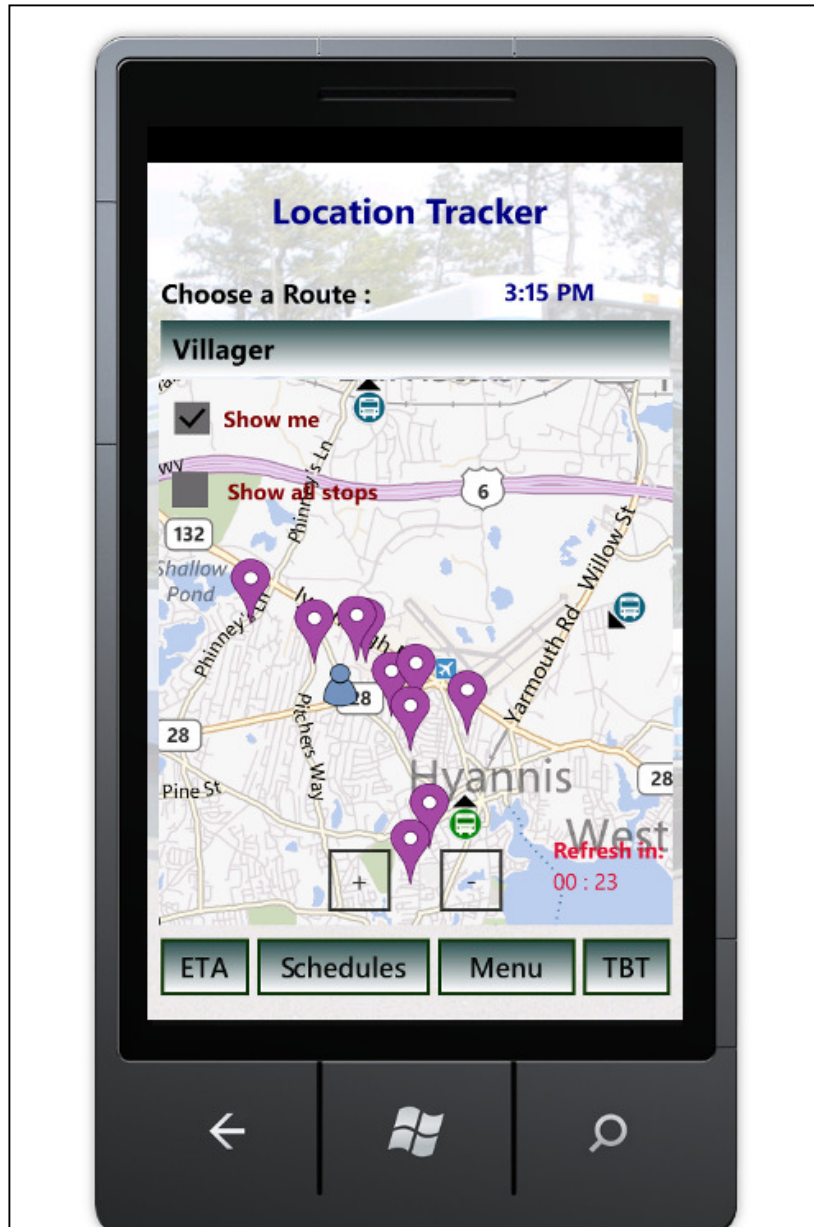 Location Tracker
Choose a Route :
3:15 PM
Villager
Show me
Show all stops
6
132
Shallow
Pond
Phinney's Ln
Phinney's Ln
Willow St
Yarmouth Rd
28
28
Pitchers Way
Pine St
Hyannis
28
West
Refresh in:
00 : 23
+
-
ETA
Schedules
Menu
TBT